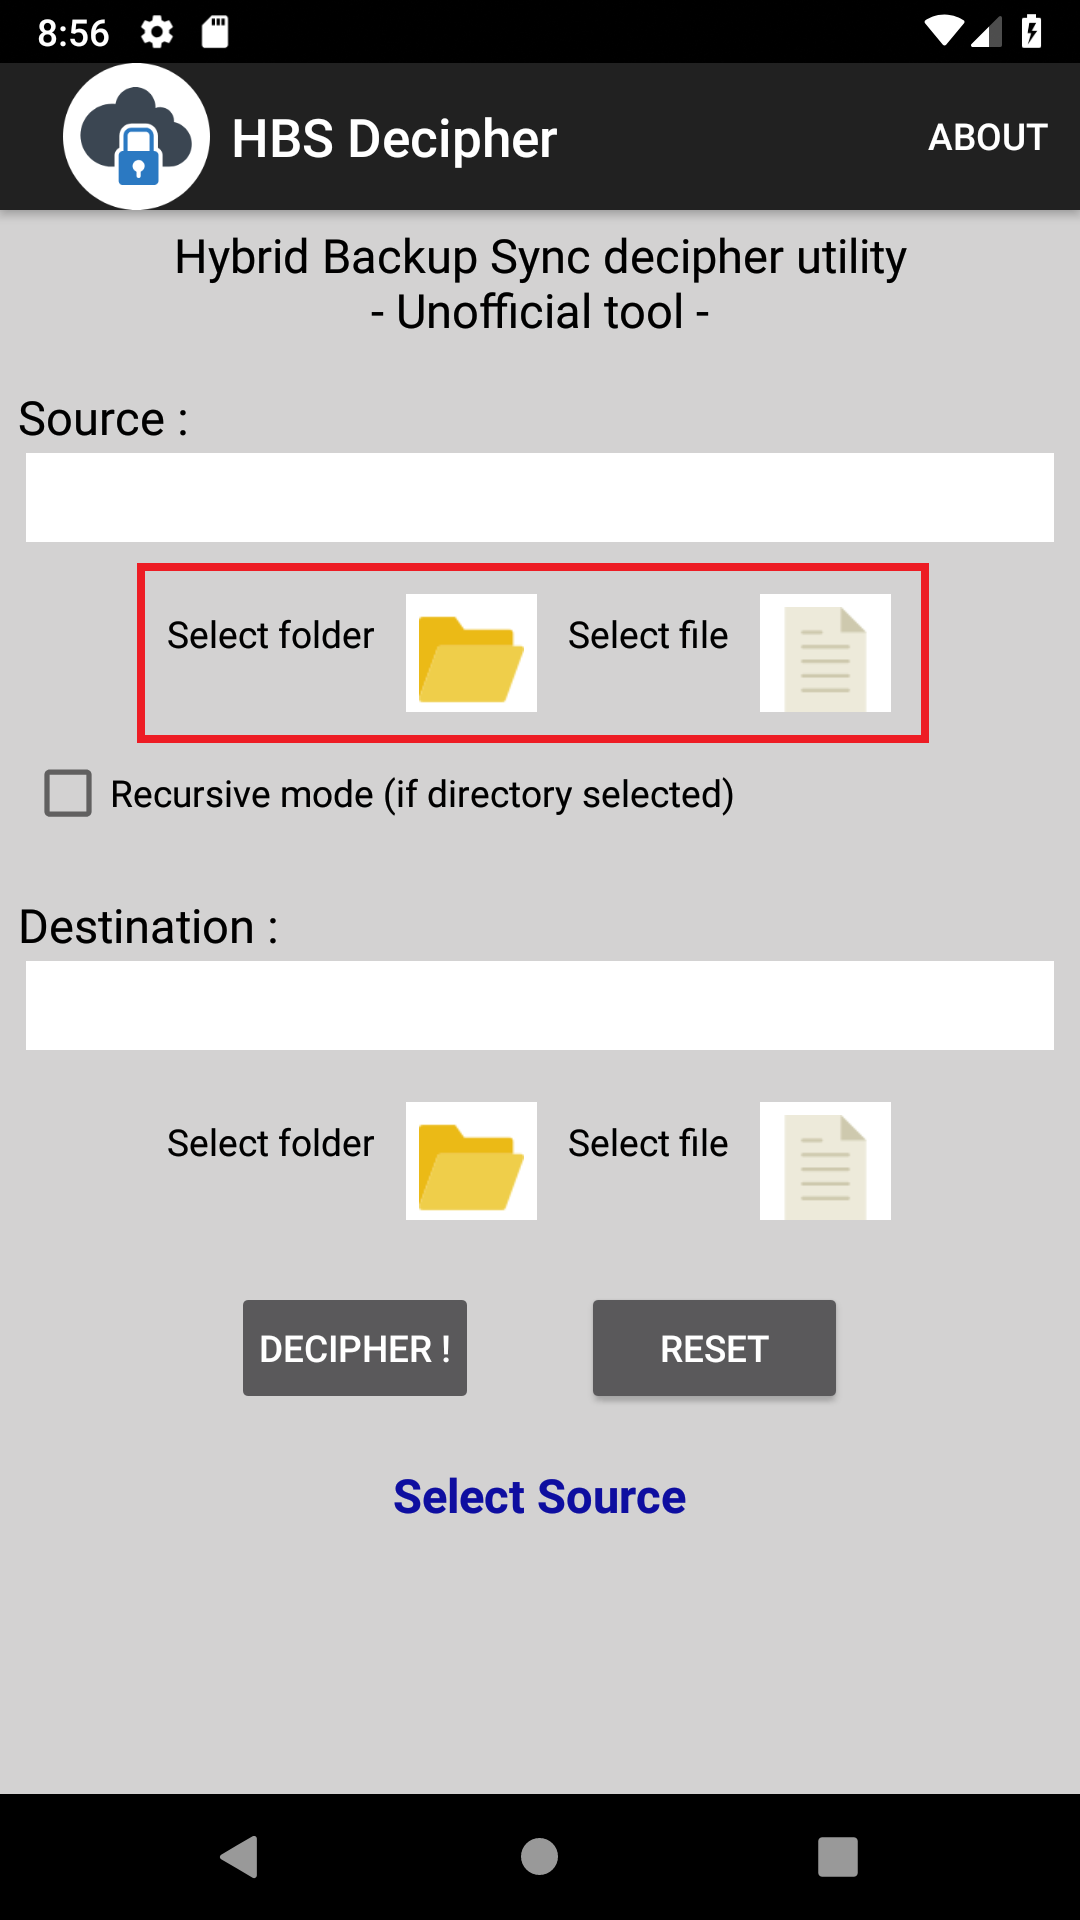 8:56
HBS Decipher
ABOUT
Hybrid Backup Sync decipher utility
- Unofficial tool -
Source :
Select folder
Select file
Recursive mode (if directory selected)
Destination :
Select folder
Select file
DECIPHER !
RESET
Select Source